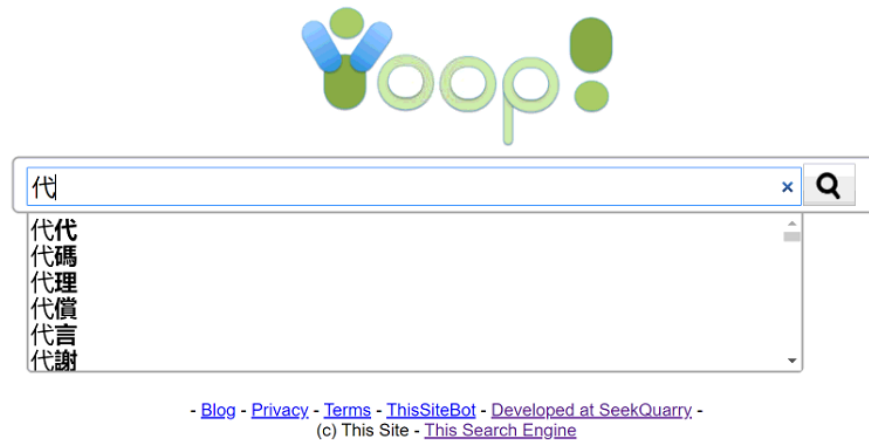 Yoop!
代
代代
代碼
代理
代償
代言
代謝
- Blog - Privacy - Terms - ThisSiteBot - Developed at SeekQuarry -
(c) This Site - This Search Engine